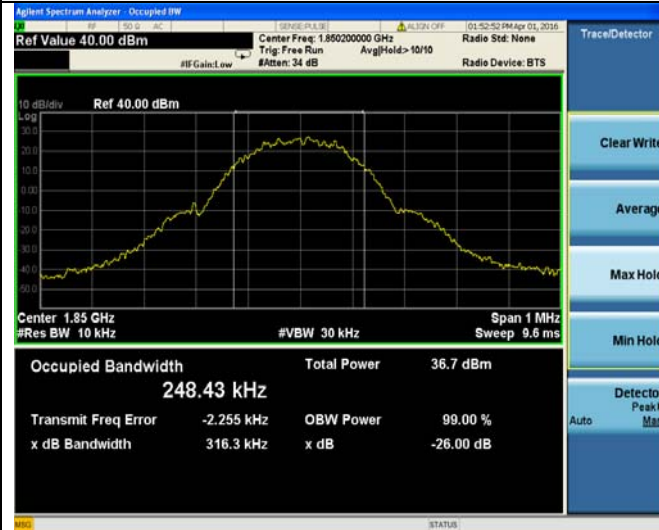 Agilent Spectrum Analyzer - Occupied BW
RF 50 Ω AC SENSE:PULSE ALIGN OFF 01:52:52 PM Apr 01, 2016
Ref Value 40.00 dBm Center Freq: 1.850200000 GHz Radio Std: None
Trig: Free Run Avg|Hold:> 10/10
#IFGain:Low #Atten: 34 dB Radio Device: BTS
Trace/Detector
10 dB/div Ref 40.00 dBm
Log
30.0
20.0
10.0
0.00
-10.0
-20.0
-30.0
-40.0
-50.0
Center 1.85 GHz Span 1 MHz
#Res BW 10 kHz #VBW 30 kHz Sweep 9.6 ms
Occupied Bandwidth Total Power 36.7 dBm
248.43 kHz
Transmit Freq Error -2.255 kHz OBW Power 99.00 %
x dB Bandwidth 316.3 kHz x dB -26.00 dB
Clear Write
Average
Max Hold
Min Hold
Detector
Peak
Auto Man
MSG STATUS